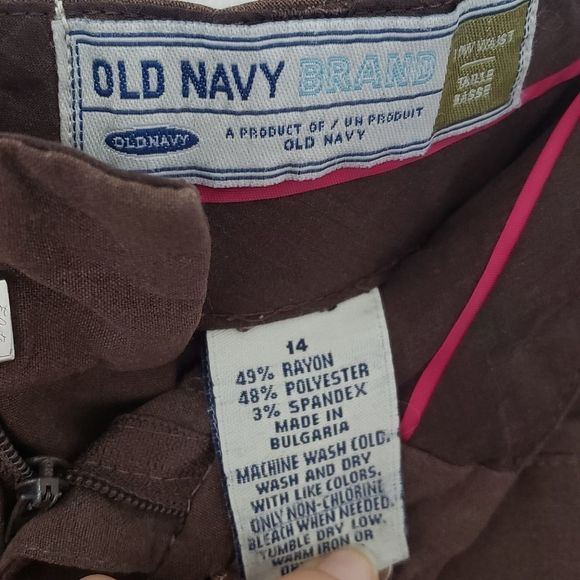 OLD NAVY BRAND
LOW WAIST
TAILLE
BASSE
OLD NAVY
A PRODUCT OF / UN PRODUIT
OLD NAVY
14
49% RAYON
48% POLYESTER
3% SPANDEX
MADE IN
BULGARIA
MACHINE WASH COLD.
WASH AND DRY
WITH LIKE COLORS.
ONLY NON-CHLORINE
BLEACH WHEN NEEDED.
TUMBLE DRY LOW.
WARM IRON OR